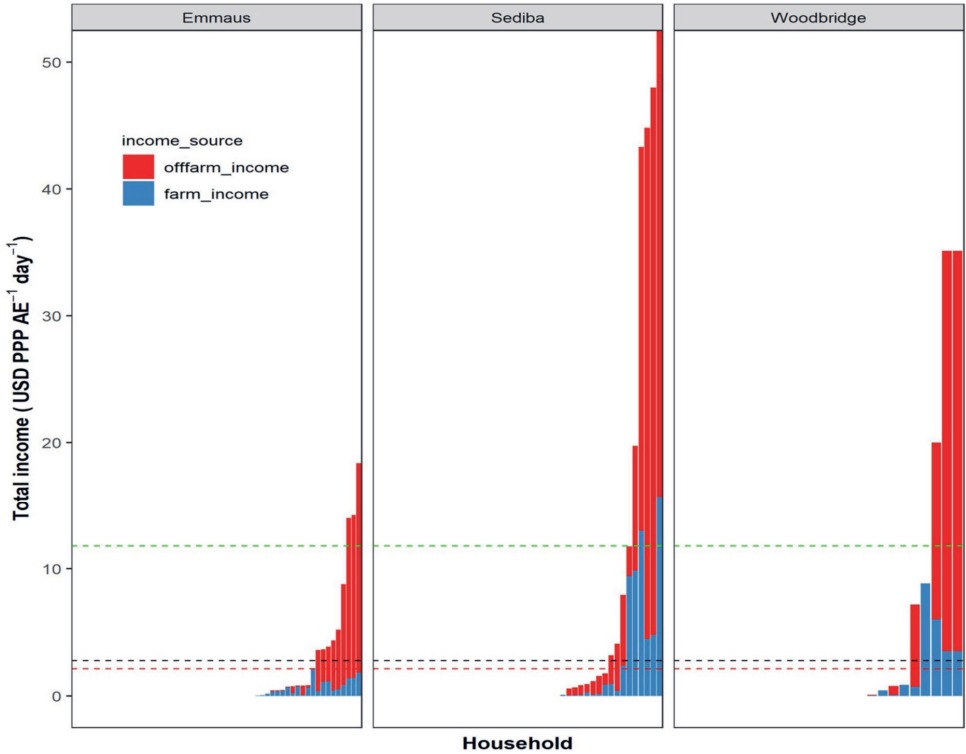 Emmaus
Sediba
Woodbridge
Total income ( USD PPP AE⁻¹ day⁻¹)
50
40
30
20
10
0
income_source
offfarm_income
farm_income
Household